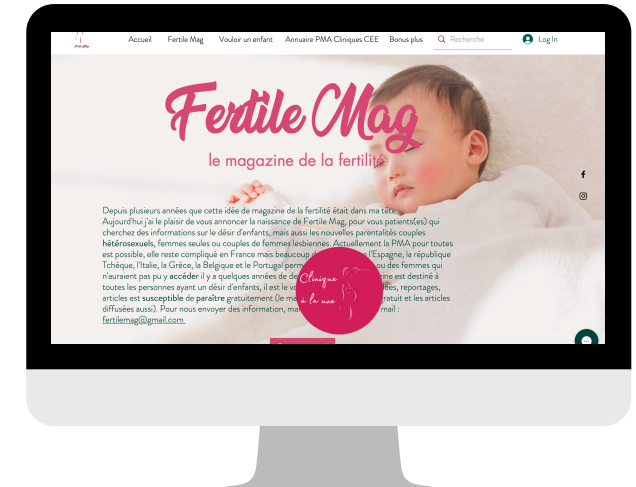 Accueil Fertile Mag Vouloir un enfant Annuaire PMA Cliniques CEE Bonus plus Recherche Log In
Fertile Mag
le magazine de la fertilité
Depuis plusieurs années que cette idée de magazine de la fertilité était dans ma tête.
Aujourd'hui j'ai le plaisir de vous annoncer la naissance de Fertile Mag, pour vous patients(es) qui
cherchez des informations sur le désir d'enfants, mais aussi les nouvelles parentalités couples
hétérosexuels, femmes seules ou couples de femmes lesbiennes. Actuellement la PMA pour toutes
est possible, elle reste compliqué en France mais beaucoup l'Espagne, la république
Tchèque, l'Italie, la Grèce, la Belgique et le Portugal ou des femmes qui
n'auraient pas pu y accéder il y a quelques années de est destiné à
toutes les personnes ayant un désir d'enfants, il est le reportages,
articles est susceptible de paraître gratuitement (le gratuit et les articles
diffusées aussi). Pour nous envoyer des information, mail :
fertilemag@gmail.com
Clinique
à la une